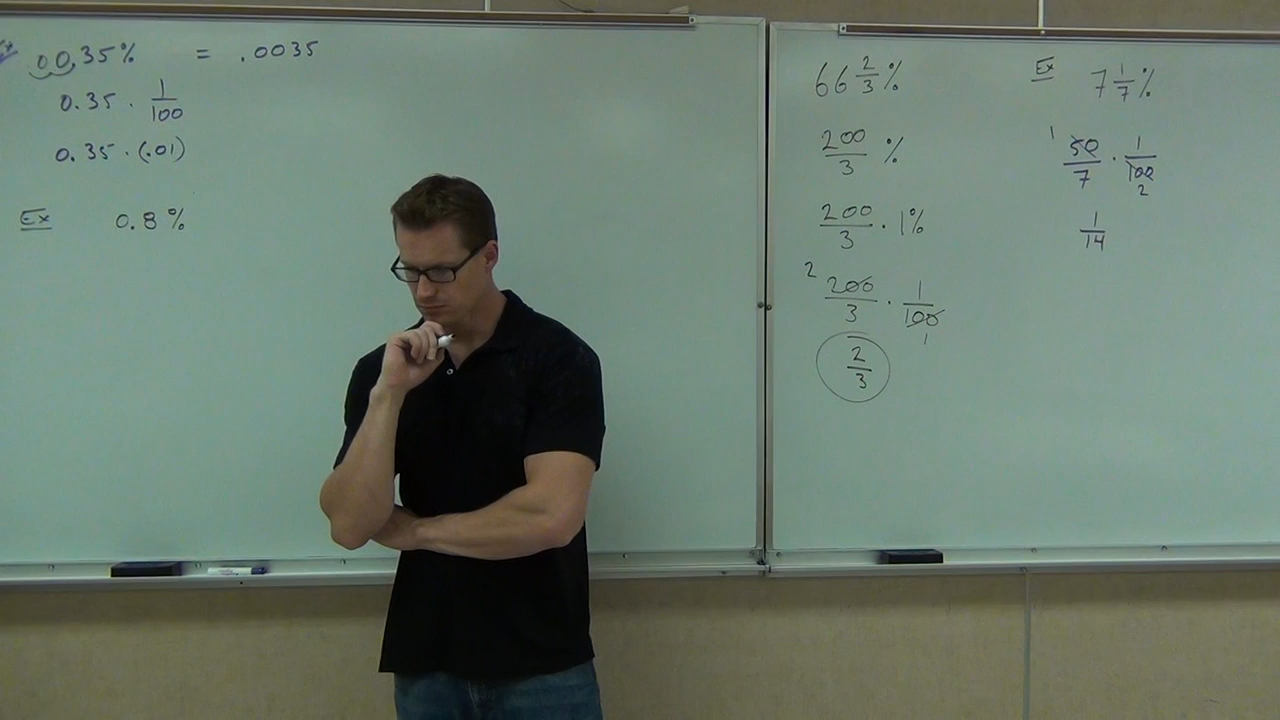 Ex 00.35% = .0035
0.35 · 1/100
0.35 · (.01)
Ex 0.8%
66 2/3 %
200/3 %
200/3 · 1%
2 200/3 · 1/100 1
2/3
Ex 7 1/7 %
1 50/7 · 1/100 2
1/14